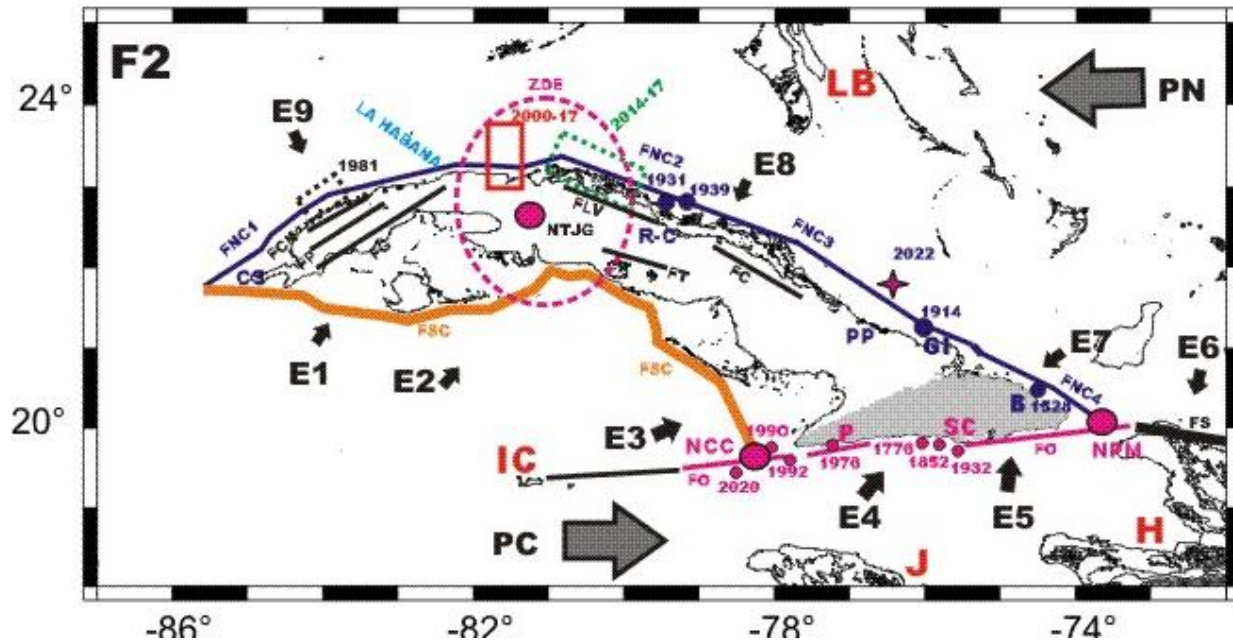 F2
24°
20°
-86°
-82°
-78°
-74°
LB
PN
ZDE
2000-17
2014-17
LA HABANA
E9
1981
FNC2
1931
1939
E8
FNC1
FLV
R-C
NTJG
FNC3
2022
CS
FT
FC
1914
PP
GI
FSC
E1
E2
FSC
E7
E6
FNC4
B
1528
FS
E3
1990
NCC
P
SC
IC
FO
2020
1992
1976
1776
1852
1932
FO
NPM
E4
E5
PC
J
H